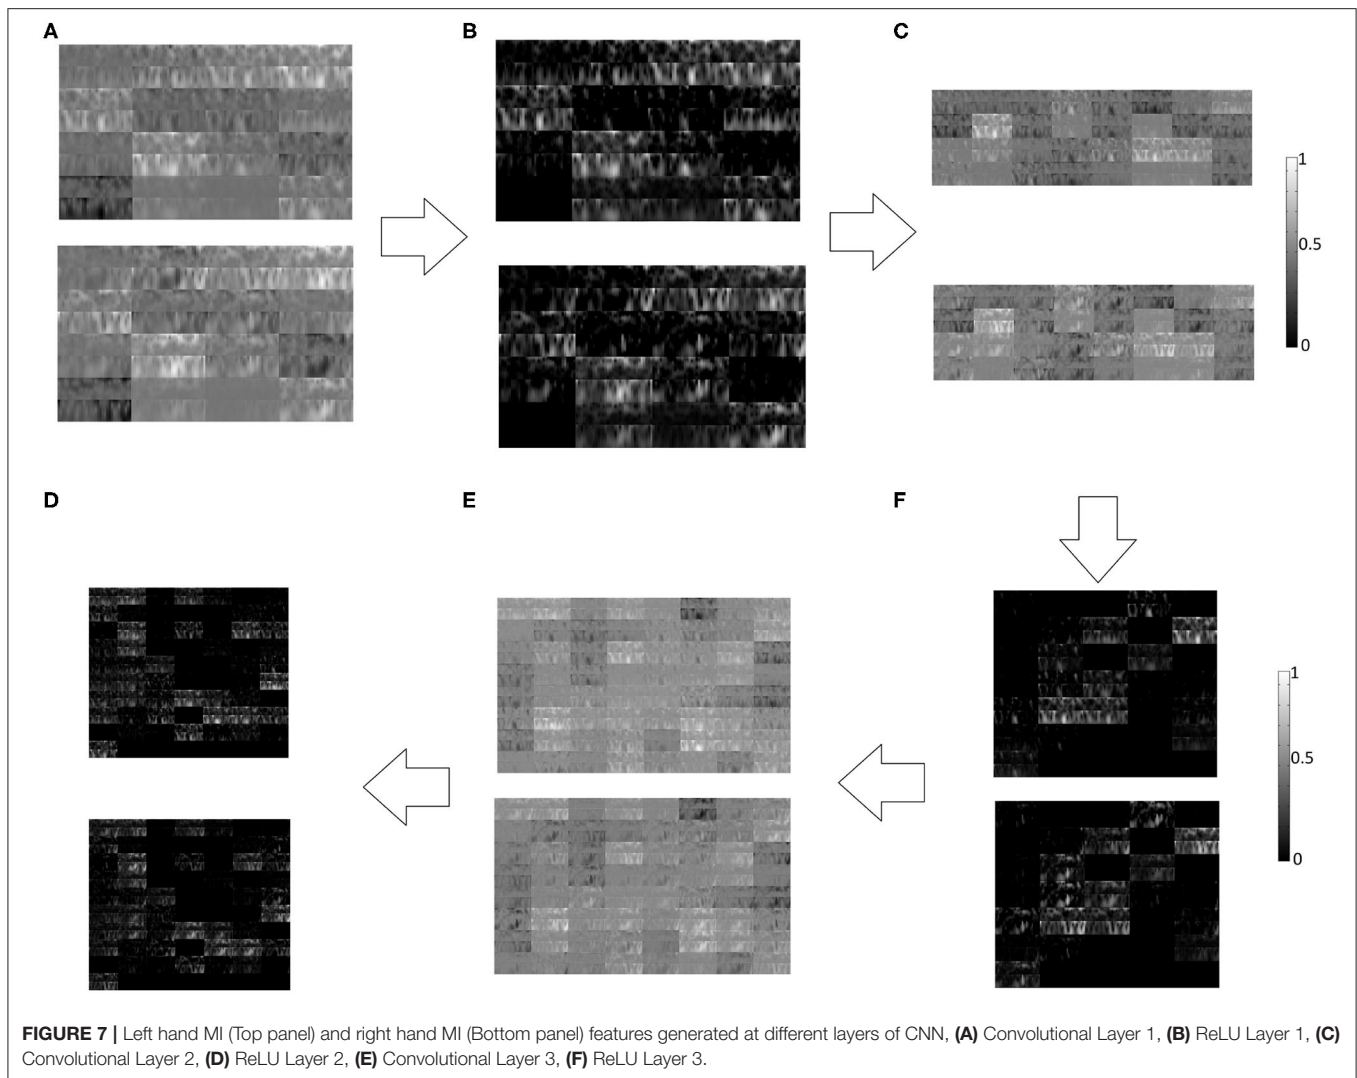 A
B
C
1
0.5
0
D
E
F
1
0.5
0
FIGURE 7 | Left hand MI (Top panel) and right hand MI (Bottom panel) features generated at different layers of CNN, (A) Convolutional Layer 1, (B) ReLU Layer 1, (C)
Convolutional Layer 2, (D) ReLU Layer 2, (E) Convolutional Layer 3, (F) ReLU Layer 3.